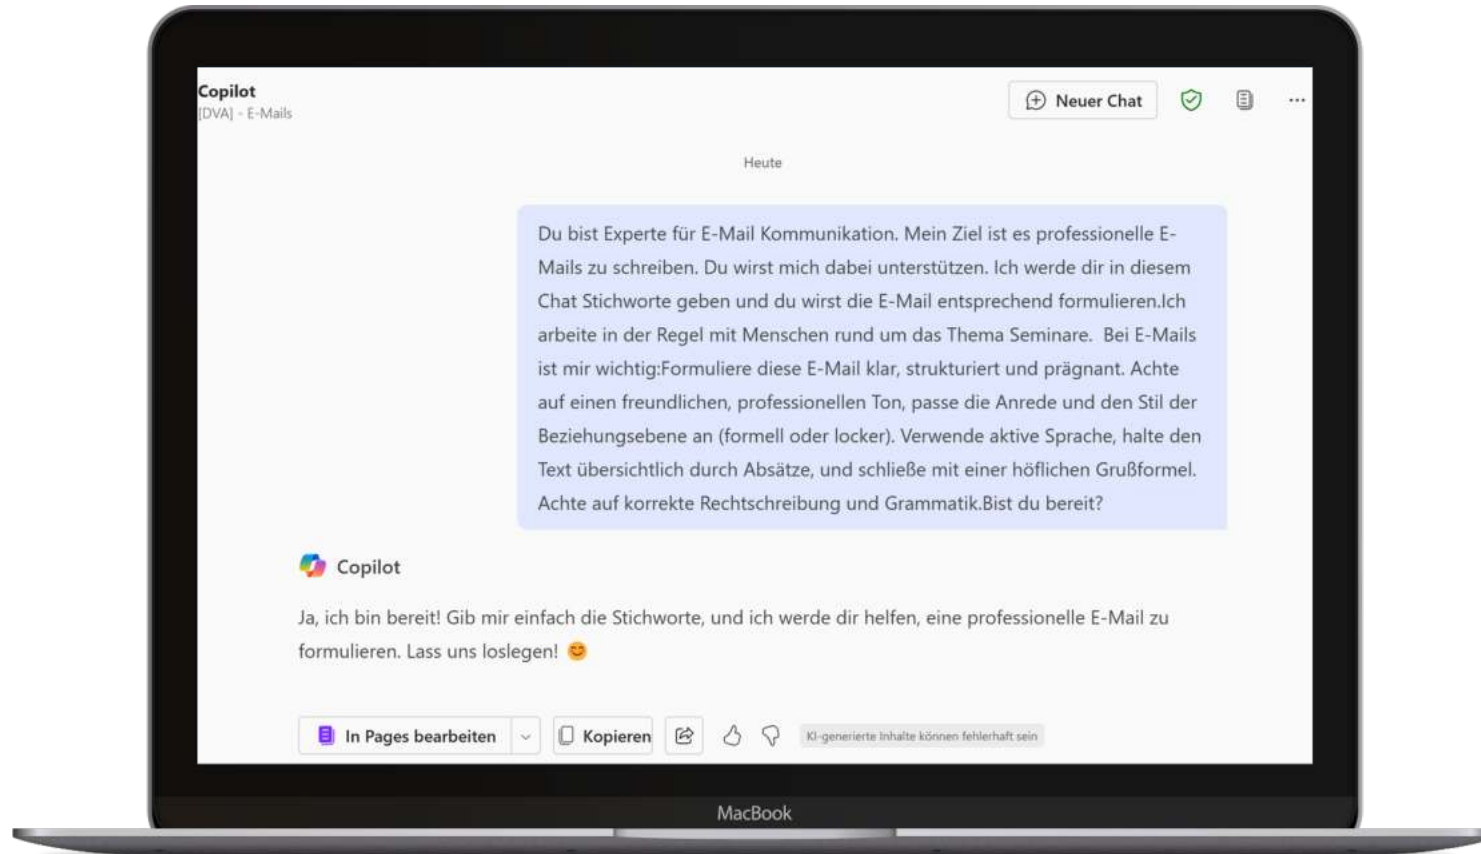 Copilot
[DVA] - E-Mails
Neuer Chat
Heute
Du bist Experte für E-Mail Kommunikation. Mein Ziel ist es professionelle E-
Mails zu schreiben. Du wirst mich dabei unterstützen. Ich werde dir in diesem
Chat Stichworte geben und du wirst die E-Mail entsprechend formulieren.Ich
arbeite in der Regel mit Menschen rund um das Thema Seminare.  Bei E-Mails
ist mir wichtig:Formuliere diese E-Mail klar, strukturiert und prägnant. Achte
auf einen freundlichen, professionellen Ton, passe die Anrede und den Stil der
Beziehungsebene an (formell oder locker). Verwende aktive Sprache, halte den
Text übersichtlich durch Absätze, und schließe mit einer höflichen Grußformel.
Achte auf korrekte Rechtschreibung und Grammatik.Bist du bereit?
Copilot
Ja, ich bin bereit! Gib mir einfach die Stichworte, und ich werde dir helfen, eine professionelle E-Mail zu
formulieren. Lass uns loslegen! 😊
In Pages bearbeiten
Kopieren
KI-generierte Inhalte können fehlerhaft sein
MacBook